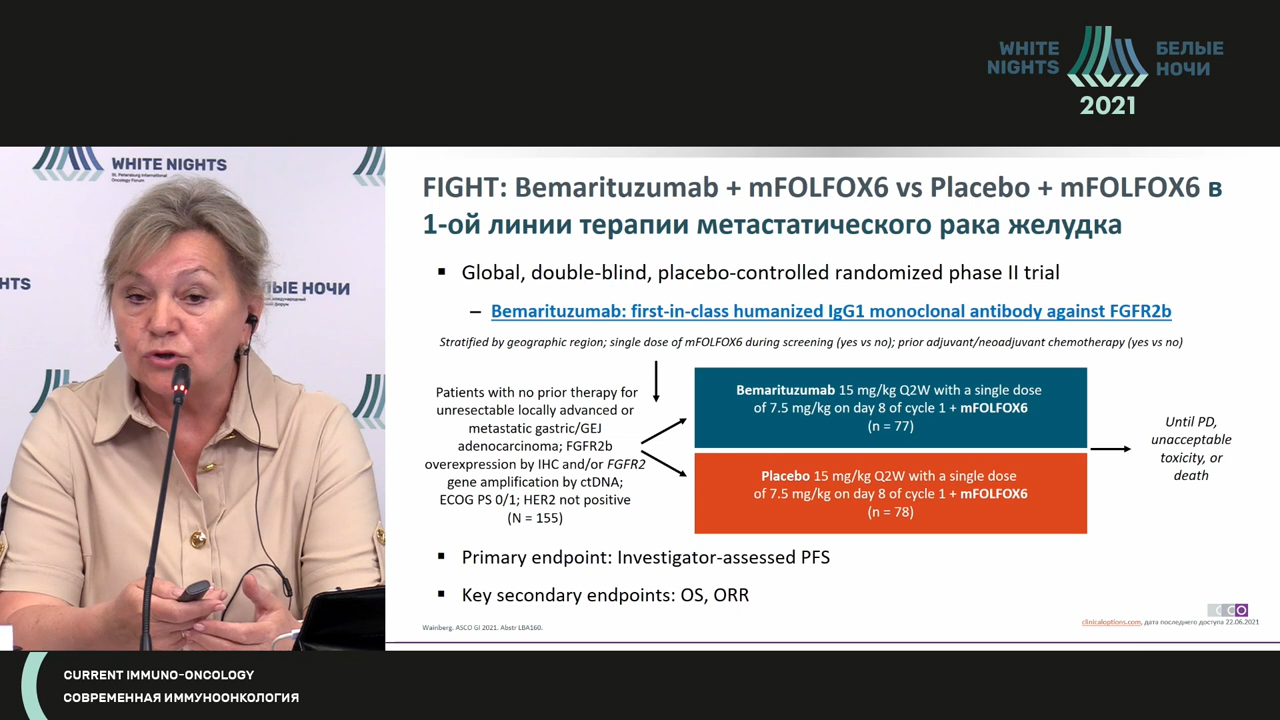 WHITE NIGHTS
БЕЛЫЕ НОЧИ
2021
WHITE NIGHTS
St. Petersburg International
Oncology Forum
HTS
БЕЛЫЕ НОЧИ
FIGHT: Bemarituzumab + mFOLFOX6 vs Placebo + mFOLFOX6 в
1-ой линии терапии метастатического рака желудка
▪ Global, double-blind, placebo-controlled randomized phase II trial
– Bemarituzumab: first-in-class humanized IgG1 monoclonal antibody against FGFR2b
Stratified by geographic region; single dose of mFOLFOX6 during screening (yes vs no); prior adjuvant/neoadjuvant chemotherapy (yes vs no)
Patients with no prior therapy for
unresectable locally advanced or
metastatic gastric/GEJ
adenocarcinoma; FGFR2b
overexpression by IHC and/or FGFR2
gene amplification by ctDNA;
ECOG PS 0/1; HER2 not positive
(N = 155)
Bemarituzumab 15 mg/kg Q2W with a single dose
of 7.5 mg/kg on day 8 of cycle 1 + mFOLFOX6
(n = 77)
Placebo 15 mg/kg Q2W with a single dose
of 7.5 mg/kg on day 8 of cycle 1 + mFOLFOX6
(n = 78)
Until PD,
unacceptable
toxicity, or
death
▪ Primary endpoint: Investigator-assessed PFS
▪ Key secondary endpoints: OS, ORR
Wainberg. ASCO GI 2021. Abstr LBA160.
CCO
clinicaloptions.com, дата последнего доступа 22.06.2021
CURRENT IMMUNO-ONCOLOGY
СОВРЕМЕННАЯ ИММУНООНКОЛОГИЯ